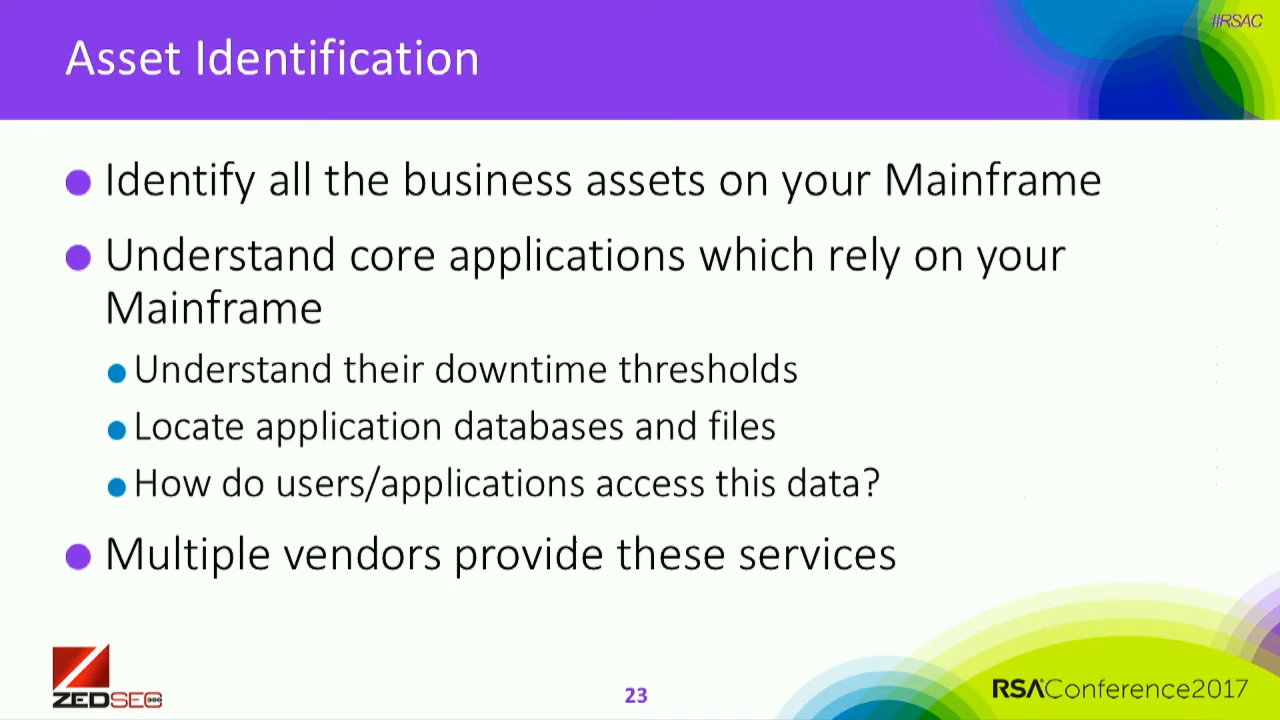 #RSAC
Asset Identification
Identify all the business assets on your Mainframe
Understand core applications which rely on your
Mainframe
Understand their downtime thresholds
Locate application databases and files
How do users/applications access this data?
Multiple vendors provide these services
ZEDSEC 390
23
RSAConference2017